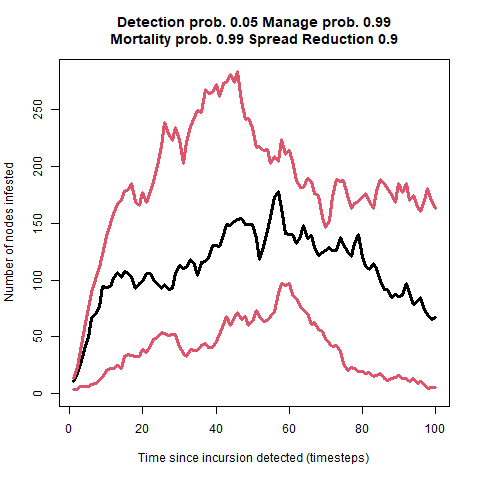 Detection prob. 0.05 Manage prob. 0.99
Mortality prob. 0.99 Spread Reduction 0.9
Number of nodes infested
250
200
150
100
50
0
0 20 40 60 80 100
Time since incursion detected (timesteps)